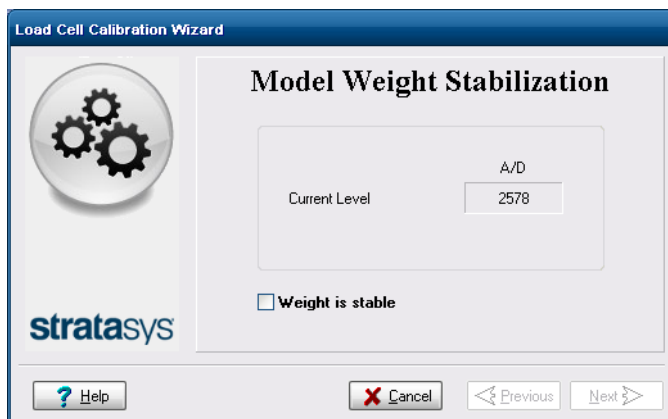 Load Cell Calibration Wizard
Model Weight Stabilization
A/D
Current Level 2578
Weight is stable
stratasys
? Help Cancel Previous Next